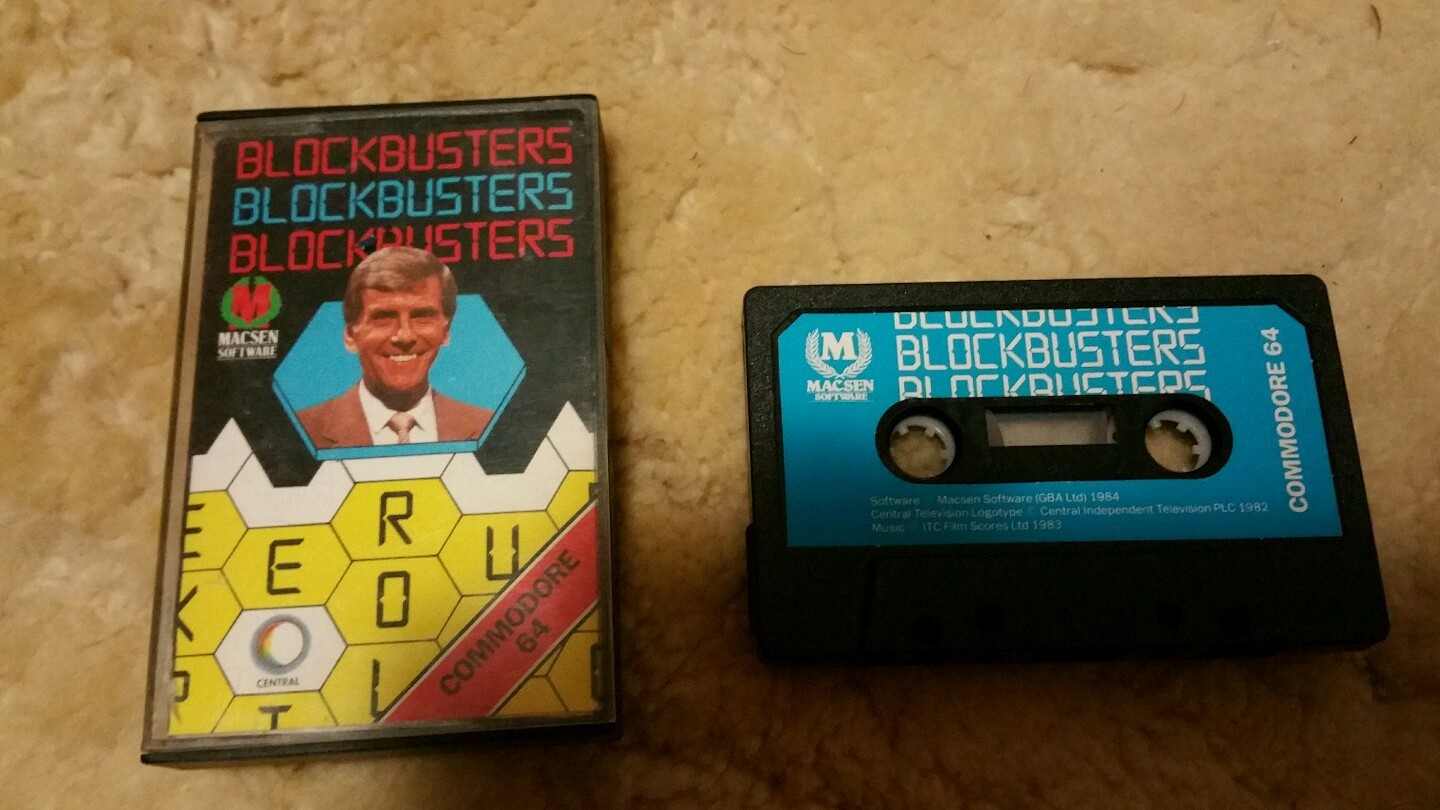 BLOCKBUSTERS
BLOCKBUSTERS
BLOCKBUSTERS
M
MACSEN
SOFTWARE
E
R
E
U
O
K
CENTRAL
R
T
L
COMMODORE
64
M
MACSEN
SOFTWARE
BLOCKBUSTERS
BLOCKBUSTERS
BLOCKBUSTERS
COMMODORE 64
Software © Macsen Software (GBA Ltd) 1984
Central Television Logotype © Central Independent Television PLC 1982
Music © ITC Film Scores Ltd 1983